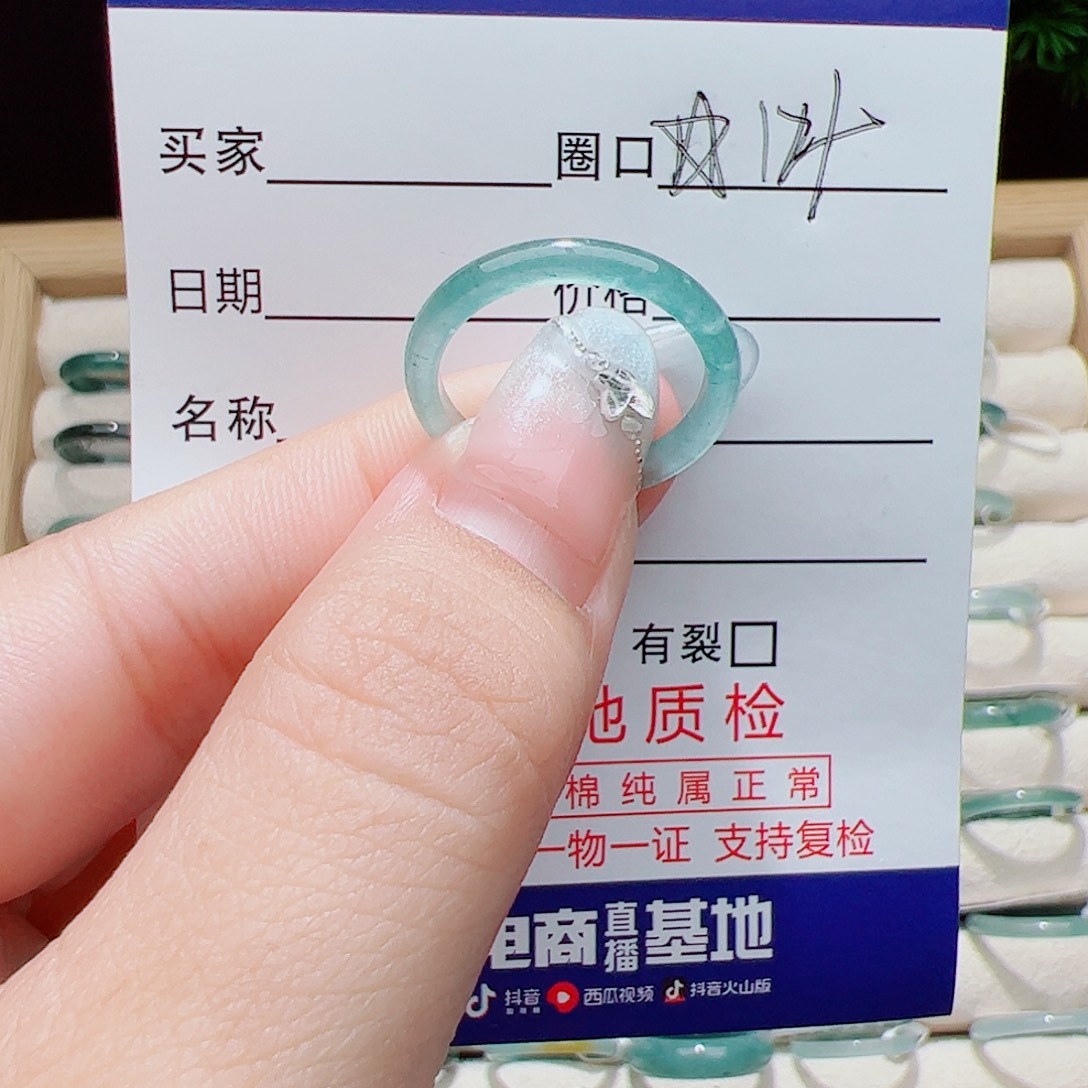 买家 圈口 ☆ 12
日期 价格
名称
有裂□
地质检
棉纯属正常
一物一证 支持复检
电商直播基地
抖音 西瓜视频 抖音火山版